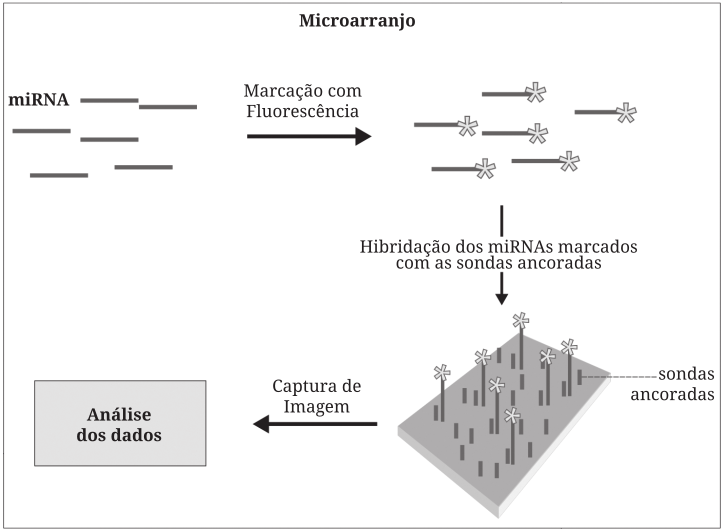 Microarranjo
miRNA
Marcação com
Fluorescência
Hibridação dos miRNAs marcados
com as sondas ancoradas
sondas
ancoradas
Captura de
Imagem
Análise
dos dados